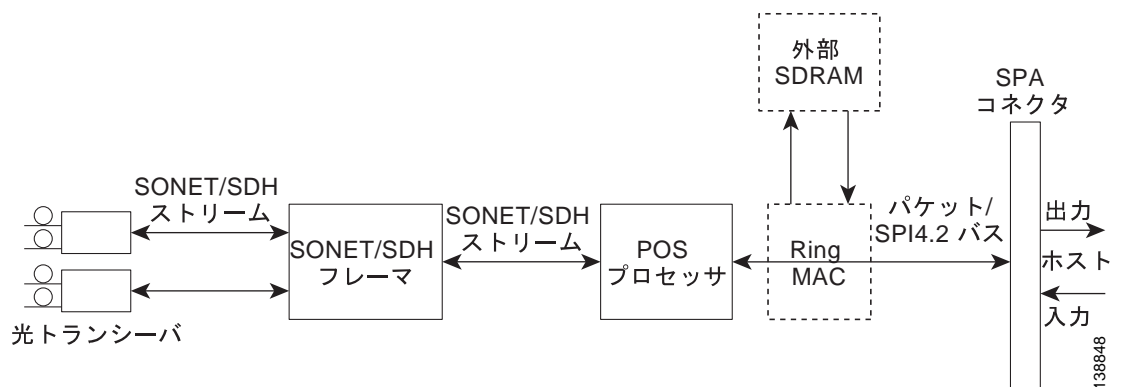 外部
SDRAM
SPA
コネクタ
SONET/SDH
ストリーム
SONET/SDH
フレーマ
SONET/SDH
ストリーム
POS
プロセッサ
Ring
MAC
パケット/
SPI4.2 バス
出力
ホスト
入力
光トランシーバ
138848